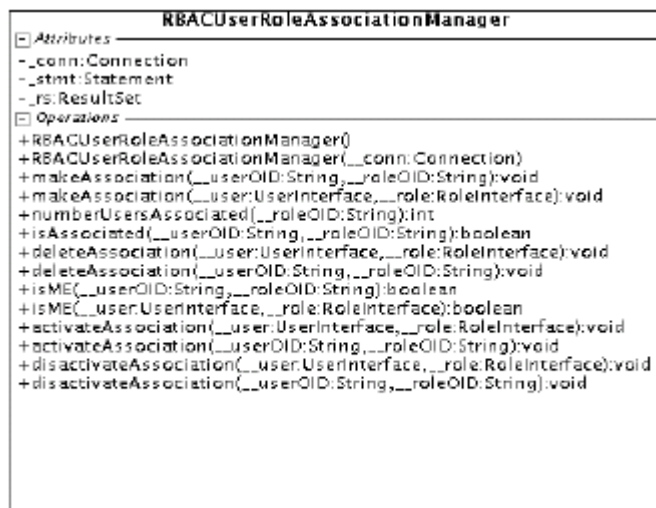 RBACUserRoleAssociationManager
Attributes
-_conn:Connection
-_stmt:Statement
-_rs:ResultSet
Operations
+RBACUserRoleAssociationManager()
+RBACUserRoleAssociationManager(__conn:Connection)
+makeAssociation(__userOID:String,__roleOID:String):void
+makeAssociation(__user:UserInterface,__role:RoleInterface):void
+numberUsersAssociated(__roleOID:String):int
+isAssociated(__userOID:String,__roleOID:String):boolean
+deleteAssociation(__user:UserInterface,__role:RoleInterface):void
+deleteAssociation(__userOID:String,__roleOID:String):void
+isME(__userOID:String,__roleOID:String):boolean
+isME(__user:UserInterface,__role:RoleInterface):boolean
+activateAssociation(__user:UserInterface,__role:RoleInterface):void
+activateAssociation(__userOID:String,__roleOID:String):void
+disactivateAssociation(__user:UserInterface,__role:RoleInterface):void
+disactivateAssociation(__userOID:String,__roleOID:String):void